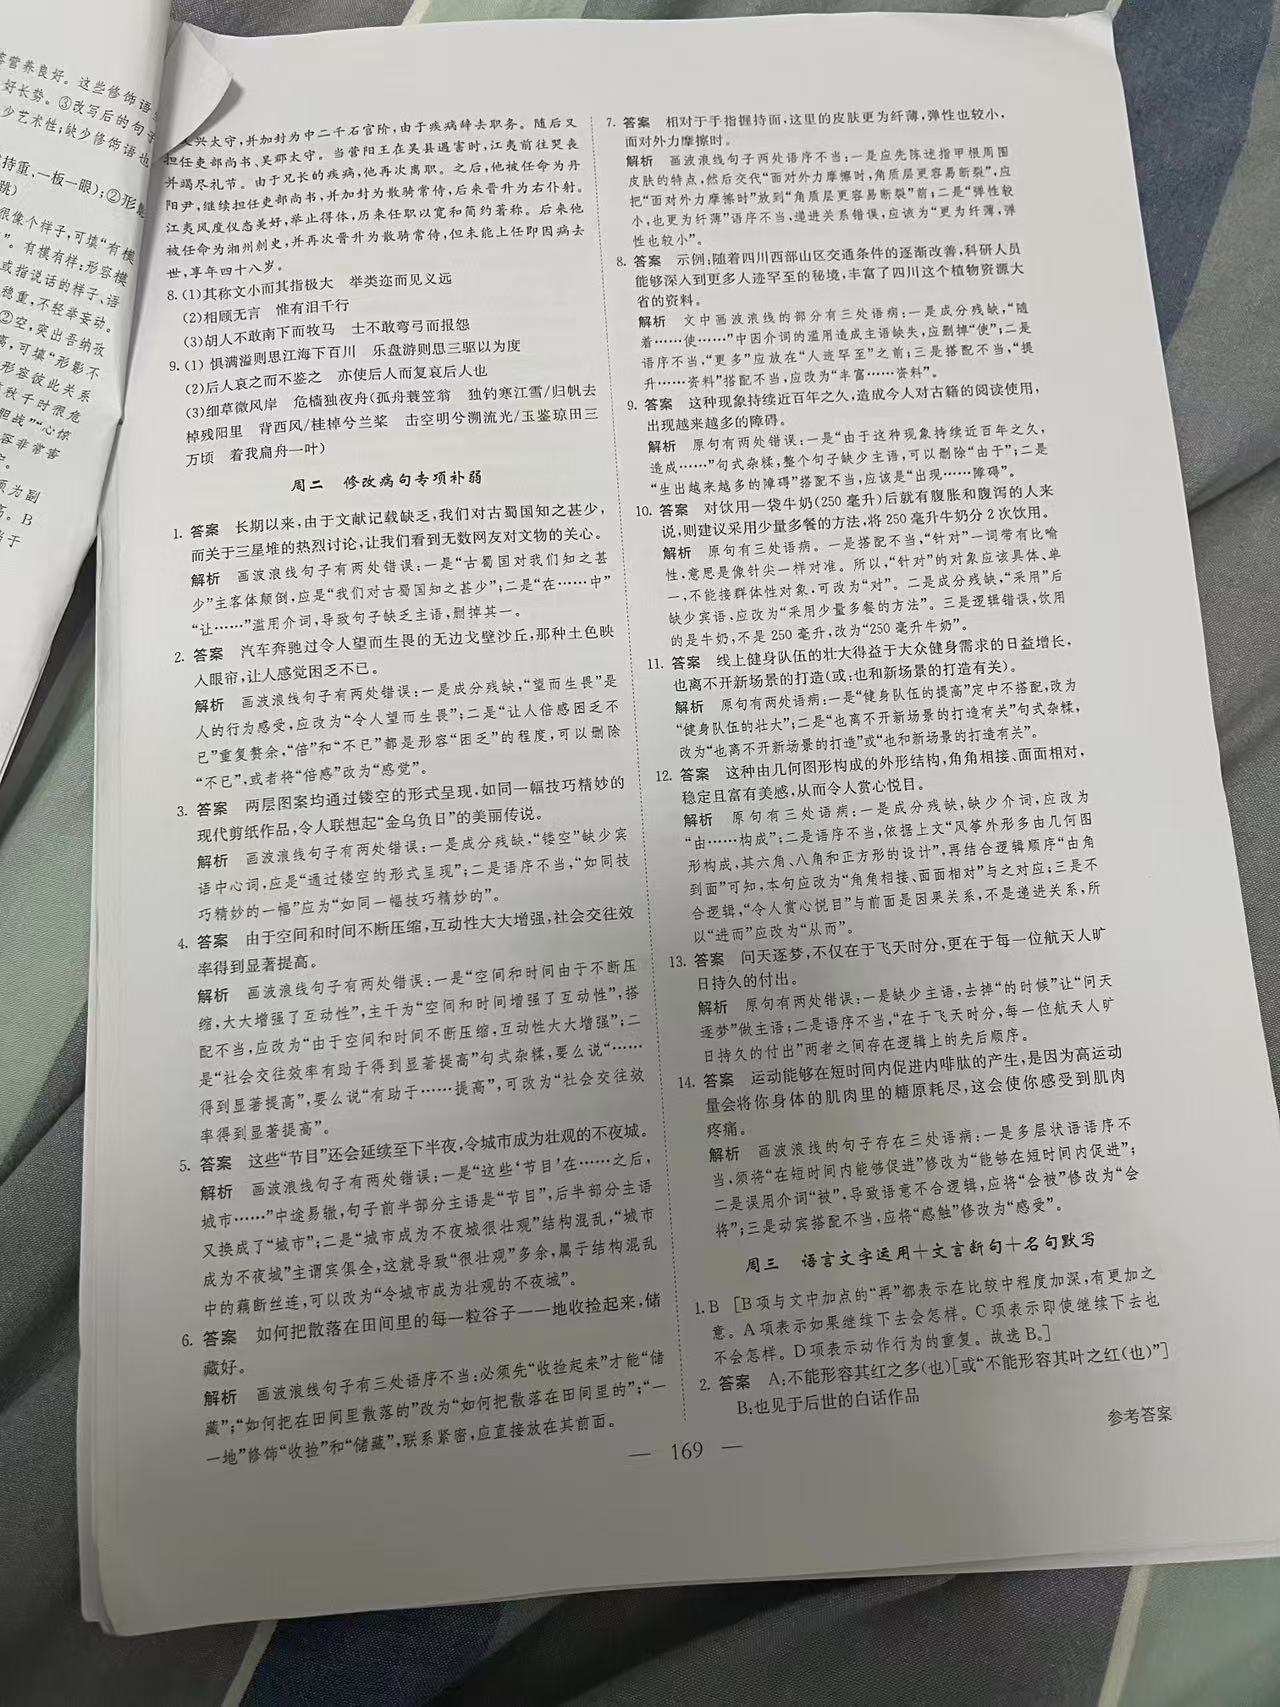 等营养良好。这些修饰语
好长势。③改写后的句子
少艺术性;缺少修饰语也
持重、一板一眼);②形
跳)
很像个样子,可填“有模
”。有模有样:形容模
或指说话的样子、语
稳重,不轻举妄动。
②空,突出吾纳孜
离,可填“形影不
形容彼此关系
秋千时很危
胆战”“心惊
容非常害
顾为副
B
当于
兴太守,并加封为中二千石官阶,由于疾病辞去职务。随后又
担任吏部尚书、吴郡太守。当营阳王在吴县遇害时,江夷前往哭丧
并竭尽礼节。由于兄长的疾病,他再次离职。之后,他被任命为丹
阳尹,继续担任吏部尚书,并加封为散骑常侍,后来晋升为右仆射。
江夷风度仪态美好,举止得体,历来任职以宽和简约著称。后来他
被任命为湘州刺史,并再次晋升为散骑常侍,但未能上任即因病去
世,享年四十八岁。
8.(1)其称文小而其指极大 举类迩而见义远
(2)相顾无言 惟有泪千行
(3)胡人不敢南下而牧马 士不敢弯弓而报怨
9.(1)惧满溢则思江海下百川 乐盘游则思三驱以为度
(2)后人哀之而不鉴之 亦使后人而复哀后人也
(3)细草微风岸 危樯独夜舟(孤舟蓑笠翁 独钓寒江雪/归帆去
棹残阳里 背西风/桂棹兮兰桨 击空明兮溯流光/玉鉴琼田三
万顷 着我扁舟一叶)
周二 修改病句专项补弱
1. 答案 长期以来,由于文献记载缺乏,我们对古蜀国知之甚少,
而关于三星堆的热烈讨论,让我们看到无数网友对文物的关心。
解析 画波浪线句子有两处错误:一是“古蜀国对我们知之甚
少”主客体颠倒,应是“我们对古蜀国知之甚少”;二是“在……中”
“让……”滥用介词,导致句子缺乏主语,删掉其一。
2. 答案 汽车奔驰过令人望而生畏的无边戈壁沙丘,那种土色映
入眼帘,让人感觉困乏不已。
解析 画波浪线句子有两处错误:一是成分残缺,“望而生畏”是
人的行为感受,应改为“令人望而生畏”;二是“让人倍感困乏不
已”重复赘余,“倍”和“不已”都是形容“困乏”的程度,可以删除
“不已”,或者将“倍感”改为“感觉”。
3. 答案 两层图案均通过镂空的形式呈现,如同一幅技巧精妙的
现代剪纸作品,令人联想起“金乌负日”的美丽传说。
解析 画波浪线句子有两处错误:一是成分残缺,“镂空”缺少宾
语中心词,应是“通过镂空的形式呈现”;二是语序不当,“如同技
巧精妙的一幅”应为“如同一幅技巧精妙的”。
4. 答案 由于空间和时间不断压缩,互动性大大增强,社会交往效
率得到显著提高。
解析 画波浪线句子有两处错误:一是“空间和时间由于不断压
缩,大大增强了互动性”,主干为“空间和时间增强了互动性”,搭
配不当,应改为“由于空间和时间不断压缩,互动性大大增强”;二
是“社会交往效率有助于得到显著提高”句式杂糅,要么说“……
得到显著提高”,要么说“有助于……提高”,可改为“社会交往效
率得到显著提高”。
5. 答案 这些“节目”还会延续至下半夜,令城市成为壮观的不夜城。
解析 画波浪线句子有两处错误:一是“这些‘节目’在……之后,
城市……”中途易辙,句子前半部分主语是“节目”,后半部分主语
又换成了“城市”;二是“城市成为不夜城很壮观”结构混乱,“城市
成为不夜城”主谓宾俱全,这就导致“很壮观”多余,属于结构混乱
中的藕断丝连,可以改为“令城市成为壮观的不夜城”。
6. 答案 如何把散落在田间里的每一粒谷子一一地收捡起来,储
藏好。
解析 画波浪线句子有三处语序不当:必须先“收捡起来”才能“储
藏”;“如何把在田间里散落的”改为“如何把散落在田间里的”;“一
一地”修饰“收捡”和“储藏”,联系紧密,应直接放在其前面。
7. 答案 相对于手指握持面,这里的皮肤更为纤薄,弹性也较小,
面对外力摩擦时。
解析 画波浪线句子两处语序不当:一是应先陈述指甲根周围
皮肤的特点,然后交代“面对外力摩擦时,角质层更容易断裂”,应
把“面对外力摩擦时”放到“角质层更容易断裂”前;二是“弹性较
小,也更为纤薄”语序不当,递进关系错误,应该为“更为纤薄,弹
性也较小”。
8. 答案 示例:随着四川西部山区交通条件的逐渐改善,科研人员
能够深入到更多人迹罕至的秘境,丰富了四川这个植物资源大
省的资料。
解析 文中画波浪线的部分有三处语病:一是成分残缺,“随
着……使……”中因介词的滥用造成主语缺失,应删掉“使”;二是
语序不当,“更多”应放在“人迹罕至”之前;三是搭配不当,“提
升……资料”搭配不当,应改为“丰富……资料”。
9. 答案 这种现象持续近百年之久,造成今人对古籍的阅读使用,
出现越来越多的障碍。
解析 原句有两处错误:一是“由于这种现象持续近百年之久,
造成……”句式杂糅,整个句子缺少主语,可以删除“由于”;二是
“生出越来越多的障碍”搭配不当,应该是“出现……障碍”。
10. 答案 对饮用一袋牛奶(250毫升)后就有腹胀和腹泻的人来
说,则建议采用少量多餐的方法,将250毫升牛奶分2次饮用。
解析 原句有三处语病。一是搭配不当,“针对”一词带有比喻
性,意思是像针尖一样对准。所以,“针对”的对象应该具体、单
一,不能接群体性对象,可改为“对”。二是成分残缺,“采用”后
缺少宾语、应改为“采用少量多餐的方法”。三是逻辑错误,饮用
的是牛奶,不是250毫升,改为“250毫升牛奶”。
11. 答案 线上健身队伍的壮大得益于大众健身需求的日益增长,
也离不开新场景的打造(或:也和新场景的打造有关)。
解析 原句有两处语病:一是“健身队伍的提高”定中不搭配,改为
“健身队伍的壮大”;二是“也离不开新场景的打造有关”句式杂糅,
改为“也离不开新场景的打造”或“也和新场景的打造有关”。
12. 答案 这种由几何图形构成的外形结构,角角相接、面面相对,
稳定且富有美感,从而令人赏心悦目。
解析 原句有三处语病:一是成分残缺,缺少介词,应改为
“由……构成”;二是语序不当,依据上文“风筝外形多由几何图
形构成,其六角、八角和正方形的设计”,再结合逻辑顺序“由角
到面”可知,本句应改为“角角相接、面面相对”与之对应;三是不
合逻辑,“令人赏心悦目”与前面是因果关系,不是递进关系,所
以“进而”应改为“从而”。
13. 答案 问天逐梦,不仅在于飞天时分,更在于每一位航天人旷
日持久的付出。
解析 原句有两处错误:一是缺少主语,去掉“的时候”让“问天
逐梦”做主语;二是语序不当,“在于飞天时分,每一位航天人旷
日持久的付出”两者之间存在逻辑上的先后顺序。
14. 答案 运动能够在短时间内促进内啡肽的产生,是因为高运动
量会将你身体的肌肉里的糖原耗尽,这会使你感受到肌肉
疼痛。
解析 画波浪线的句子存在三处语病:一是多层状语语序不
当,须将“在短时间内能够促进”修改为“能够在短时间内促进”;
二是误用介词“被”,导致语意不合逻辑,应将“会被”修改为“会
将”;三是动宾搭配不当,应将“感触”修改为“感受”。
周三 语言文字运用+文言断句+名句默写
1.B [B项与文中加点的“再”都表示在比较中程度加深,有更加之
意。A项表示如果继续下去会怎样。C项表示即使继续下去也
不会怎样。D项表示动作行为的重复。故选B。]
2. 答案 A:不能形容其红之多(也)[或“不能形容其叶之红(也)”]
B:也见于后世的白话作品
参考答案
— 169 —